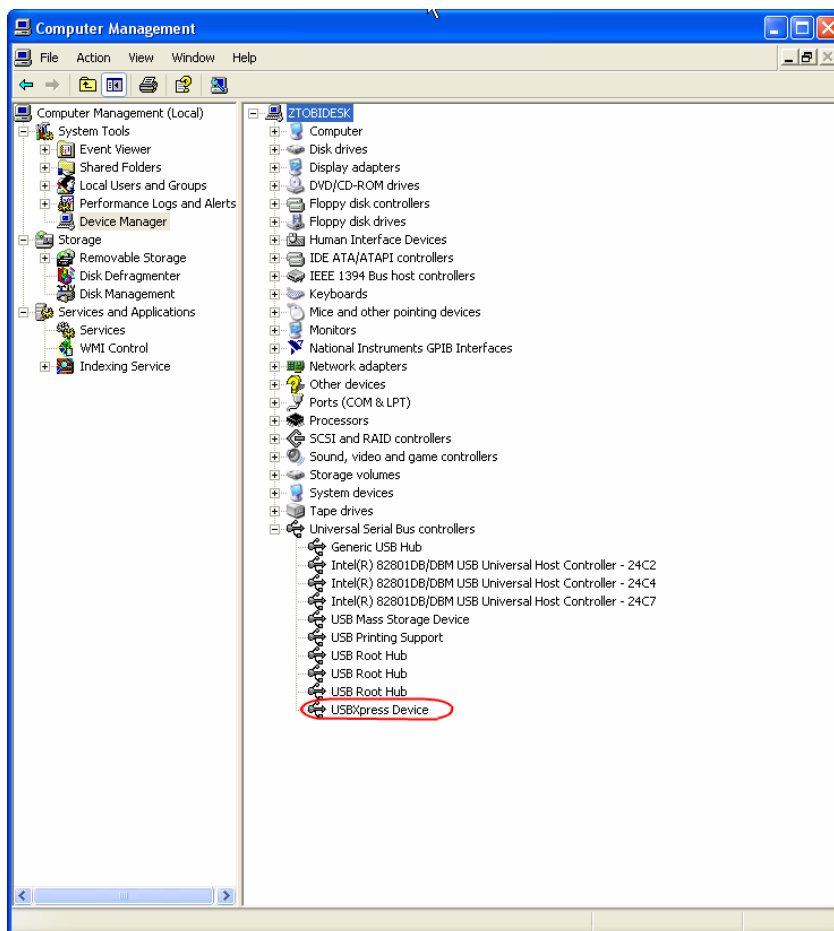 Computer Management
File Action View Window Help
Computer Management (Local)
System Tools
Event Viewer
Shared Folders
Local Users and Groups
Performance Logs and Alerts
Device Manager
Storage
Removable Storage
Disk Defragmenter
Disk Management
Services and Applications
Services
WMI Control
Indexing Service
ZTOBIDESK
Computer
Disk drives
Display adapters
DVD/CD-ROM drives
Floppy disk controllers
Floppy disk drives
Human Interface Devices
IDE ATA/ATAPI controllers
IEEE 1394 Bus host controllers
Keyboards
Mice and other pointing devices
Monitors
National Instruments GPIB Interfaces
Network adapters
Other devices
Ports (COM & LPT)
Processors
SCSI and RAID controllers
Sound, video and game controllers
Storage volumes
System devices
Tape drives
Universal Serial Bus controllers
Generic USB Hub
Intel(R) 82801DB/DBM USB Universal Host Controller - 24C2
Intel(R) 82801DB/DBM USB Universal Host Controller - 24C4
Intel(R) 82801DB/DBM USB Universal Host Controller - 24C7
USB Mass Storage Device
USB Printing Support
USB Root Hub
USB Root Hub
USB Root Hub
USBXpress Device